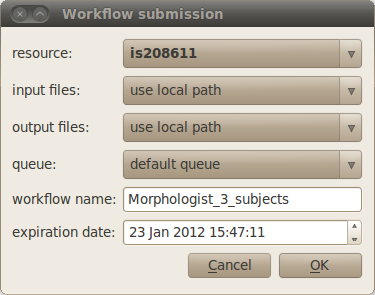 Workflow submission
resource: is208611
input files: use local path
output files: use local path
queue: default queue
workflow name: Morphologist_3_subjects
expiration date: 23 Jan 2012 15:47:11
Cancel OK